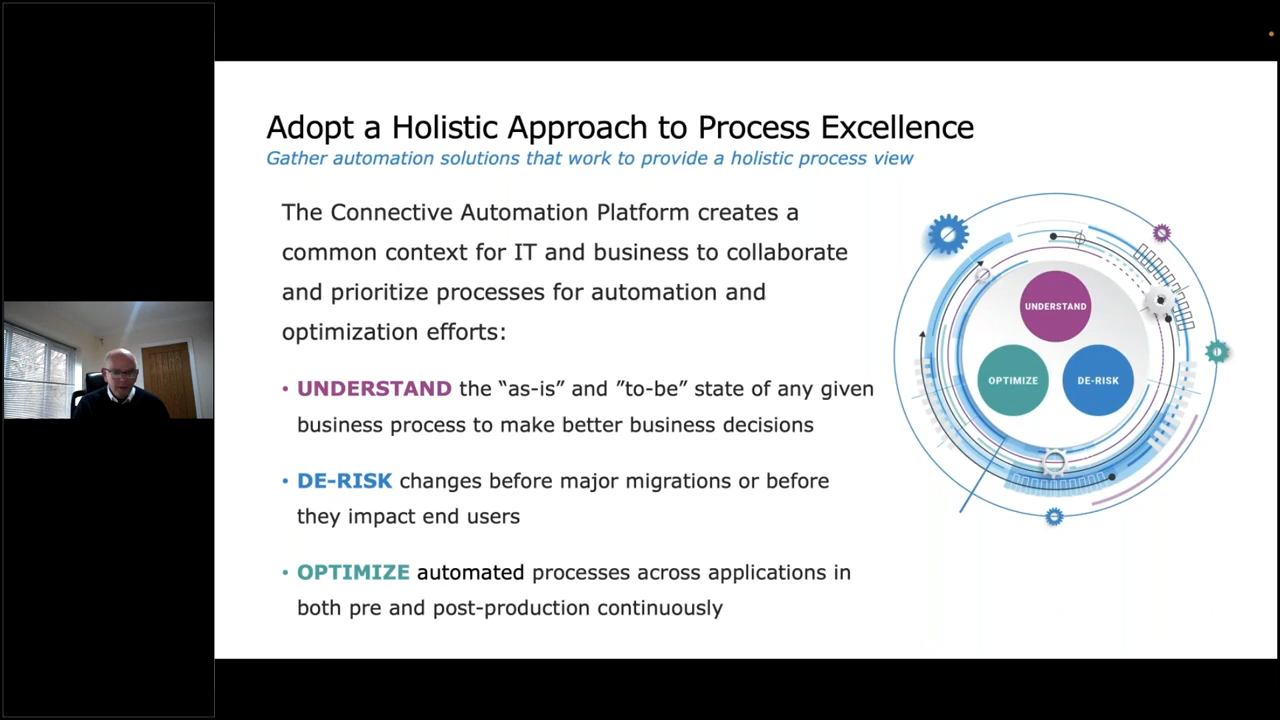 Adopt a Holistic Approach to Process Excellence
Gather automation solutions that work to provide a holistic process view
The Connective Automation Platform creates a
common context for IT and business to collaborate
and prioritize processes for automation and
optimization efforts:
• UNDERSTAND the “as-is” and ”to-be” state of any given
business process to make better business decisions
• DE-RISK changes before major migrations or before
they impact end users
• OPTIMIZE automated processes across applications in
both pre and post-production continuously
UNDERSTAND
OPTIMIZE
DE-RISK